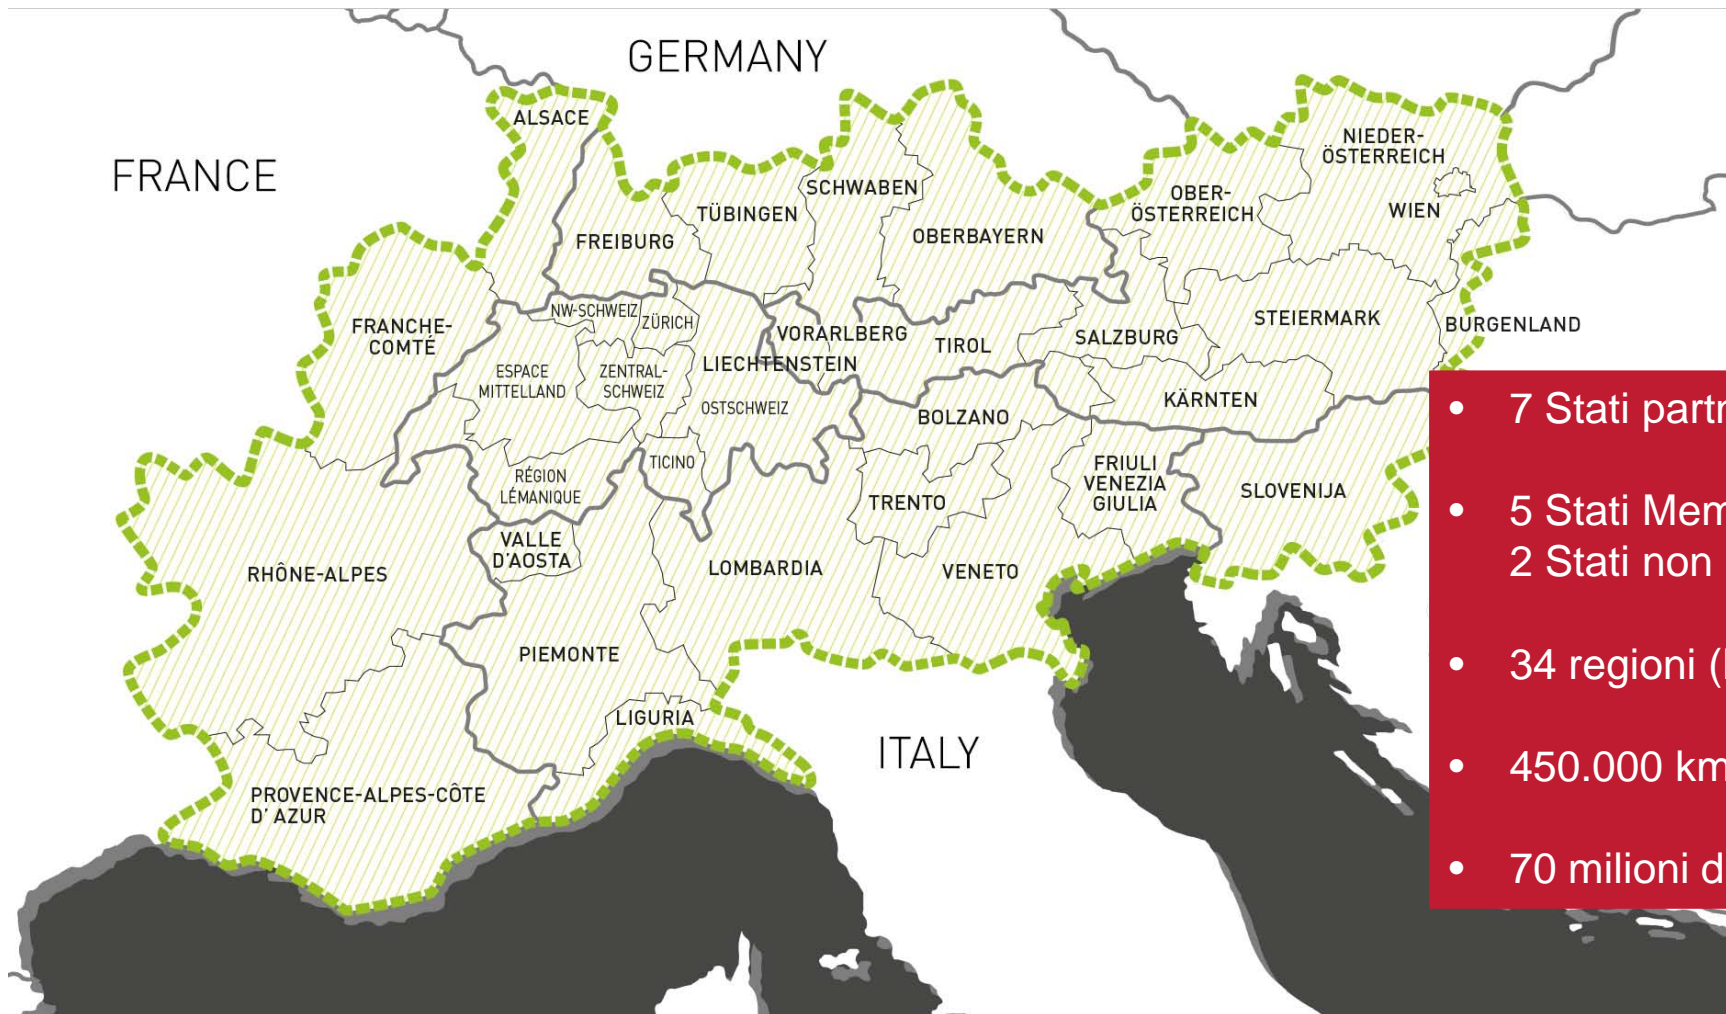 GERMANY
FRANCE
ALSACE
NIEDER-
ÖSTERREICH
SCHWABEN
TÜBINGEN
OBER-
ÖSTERREICH
WIEN
FREIBURG
OBERBAYERN
NW-SCHWEIZ
ZÜRICH
FRANCHE-
COMTÉ
VORARLBERG
TIROL
SALZBURG
STEIERMARK
BURGENLAND
LIECHTENSTEIN
ESPACE
MITTELLAND
ZENTRAL-
SCHWEIZ
OSTSCHWEIZ
KÄRNTEN
BOLZANO
TICINO
RÉGION
LÉMANIQUE
FRIULI
VENEZIA
GIULIA
SLOVENIJA
TRENTO
VALLE
D'AOSTA
RHÔNE-ALPES
LOMBARDIA
VENETO
PIEMONTE
LIGURIA
ITALY
PROVENCE-ALPES-CÔTE
D' AZUR
• 7 Stati
• 5 Stati
2 Stati non
• 34 regioni
• 450.000
• 70 milioni